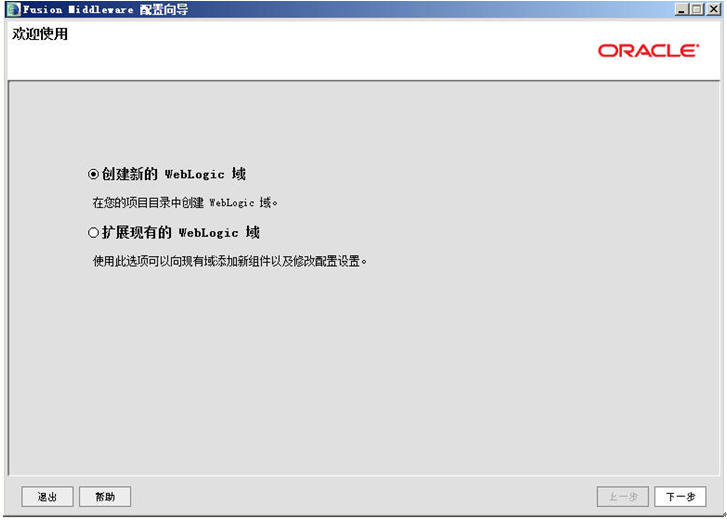 Fusion Middleware 配置向导
欢迎使用
ORACLE
创建新的 WebLogic 域
在您的项目目录中创建 WebLogic 域。
扩展现有的 WebLogic 域
使用此选项可以向现有域添加新组件以及修改配置设置。
退出 帮助 上一步 下一步